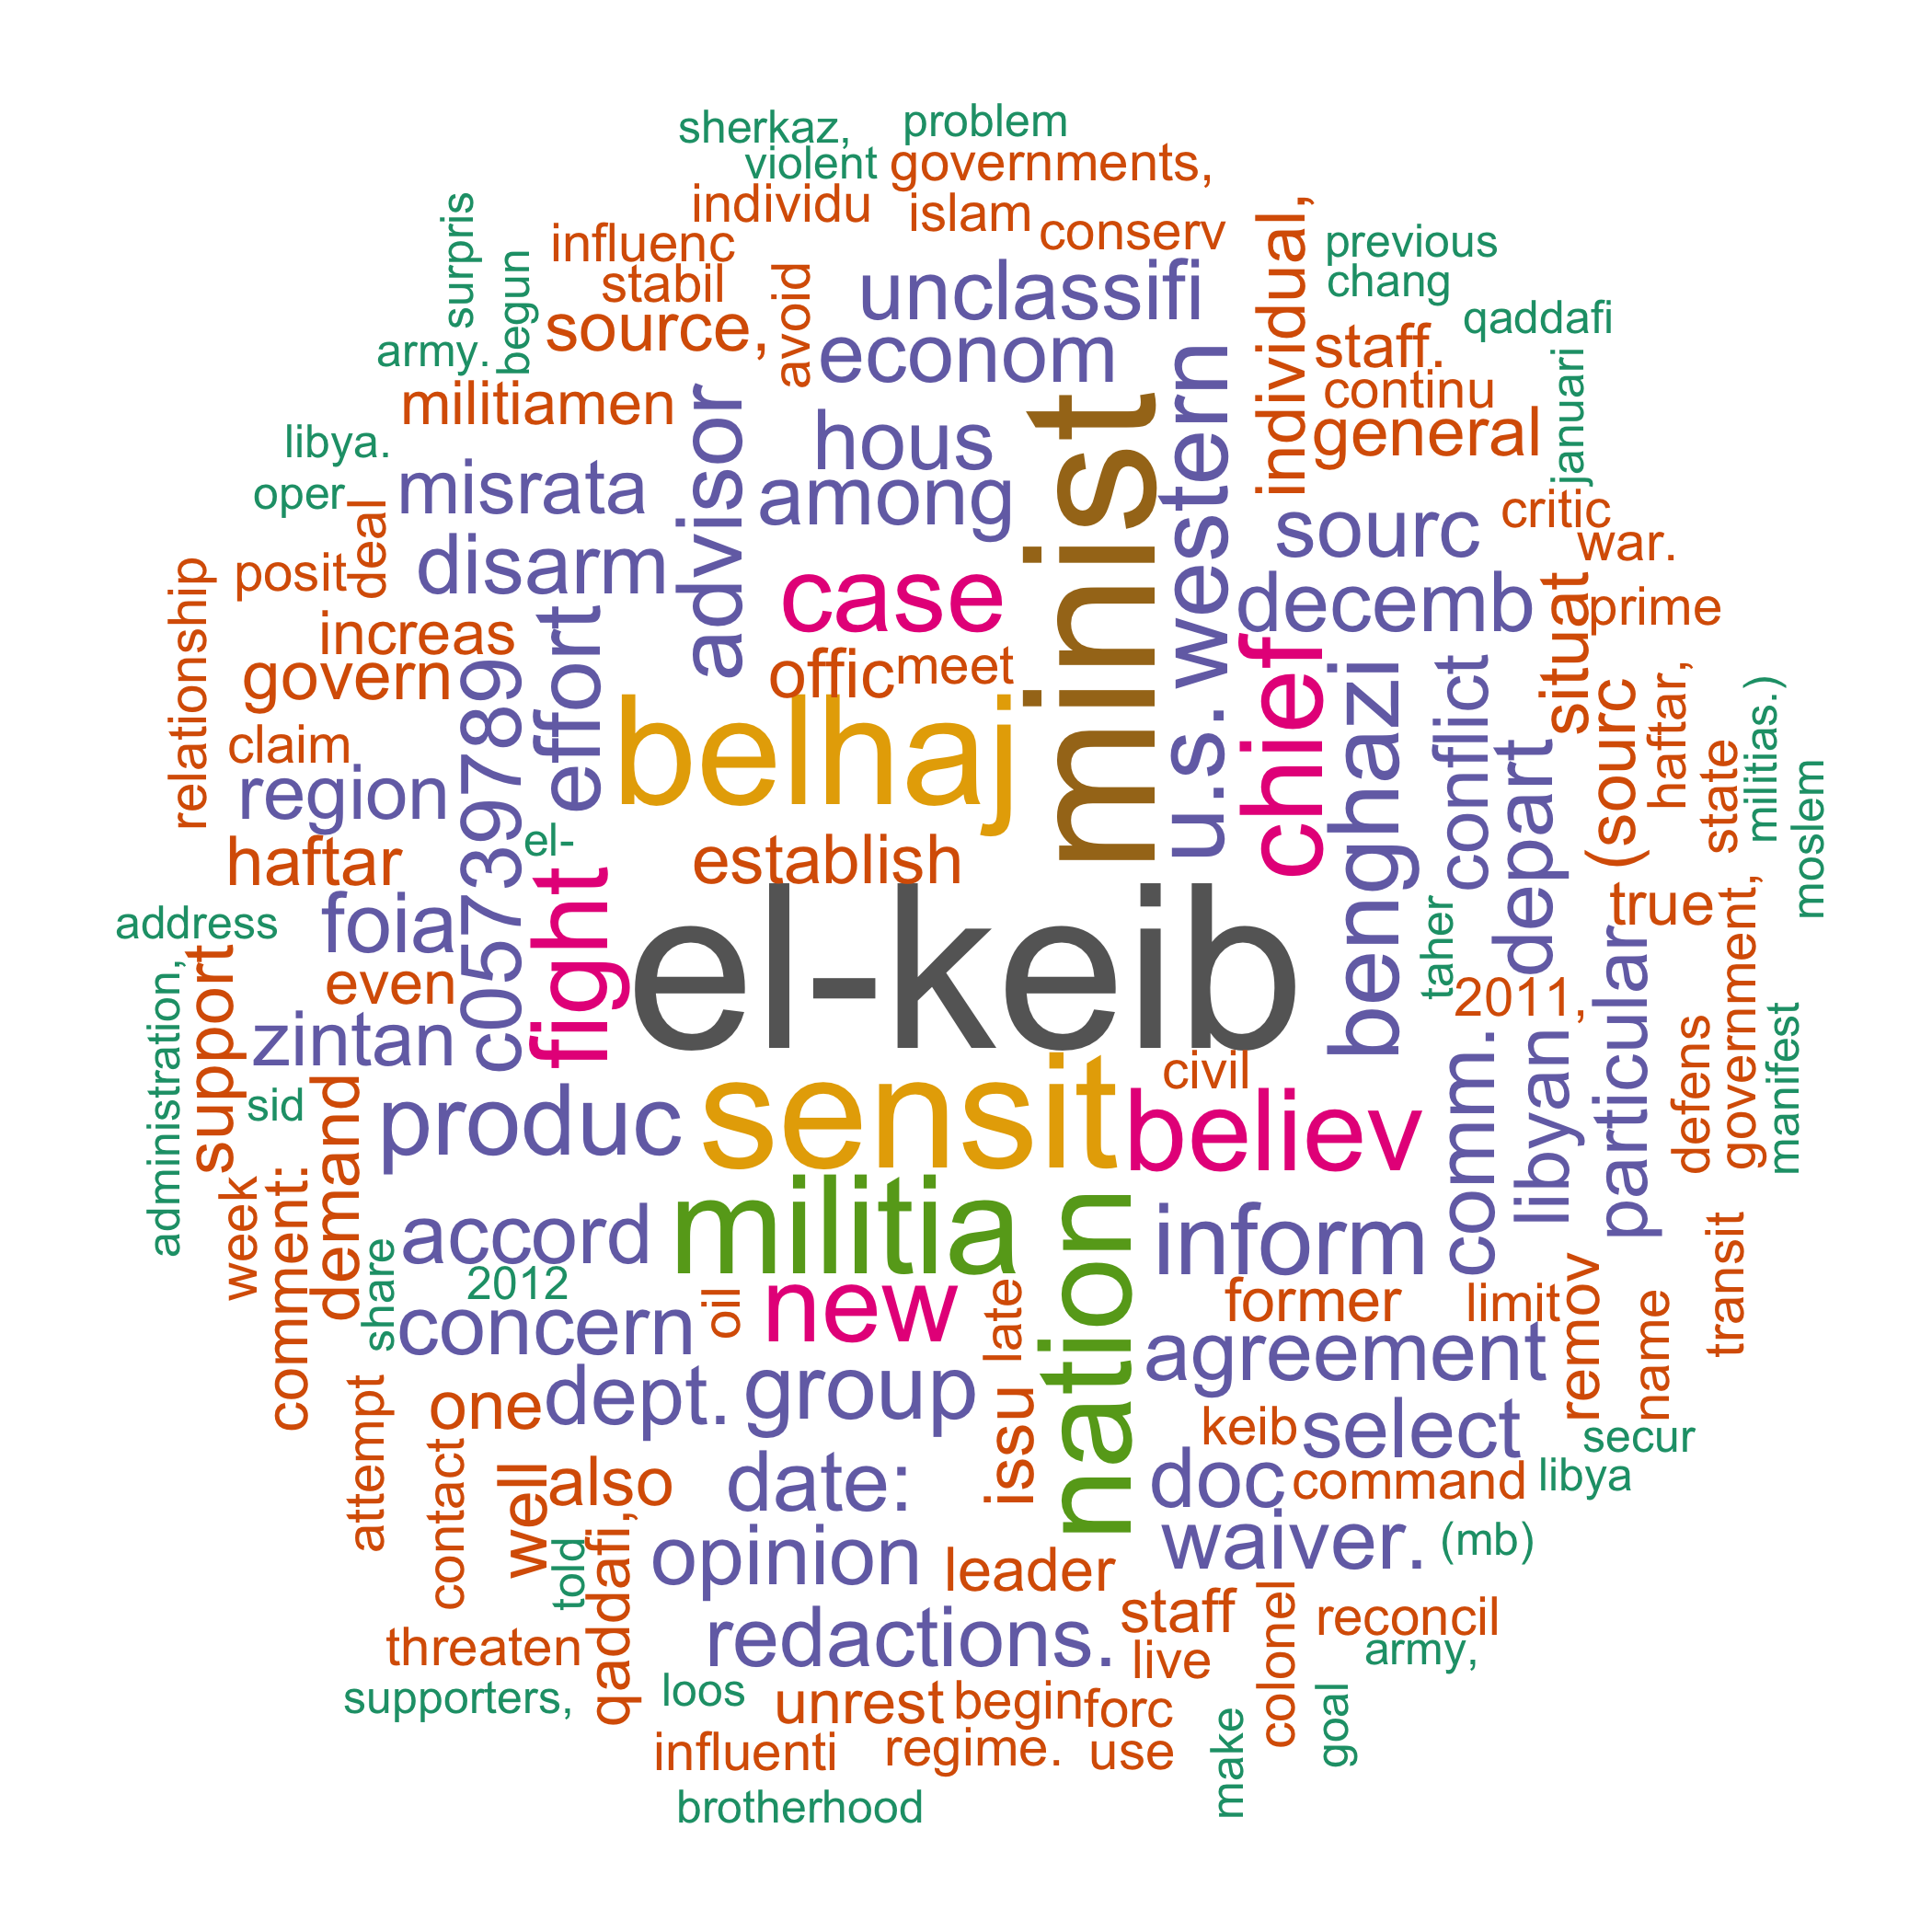 sherkaz,
problem
violent
governments,
individu
islam
conserv
individual,
surpris
begun
influenc
stabil
avoid
unclassifi
previous
chang
qaddafi
source,
econom
army.
staff.
januari
militiamen
advisor
minist
western
continu
hous
general
libya.
misrata
among
oper
deal
critic
sourc
war.
disarm
posit
case
relationship
decemb
situat
prime
increas
effort
chief
offic
meet
govern
c05739789
belhaj
u.s.
benghazi
conflict
depart
(sourc
haftar,
state
militias.)
moslem
claim
region
el-
haftar
establish
fight
address
foia
el-keib
taher
true
government,
particular
support
even
2011,
administration,
zintan
comm.
libyan
defens
manifest
sid
produc
sensit
civil
believ
demand
week
comment:
accord
militia
nation
inform
transit
share
2012
concern
oil
new
late
former
limit
remov
name
agreement
attempt
one
dept.
group
issu
keib
select
secur
contact
well
also
date:
doc
command
libya
told
qaddafi,
opinion
leader
waiver.
(mb)
threaten
redactions.
staff
live
colonel
reconcil
army,
supporters,
loos
unrest
begin
forc
make
goal
influenti
regime.
use
brotherhood